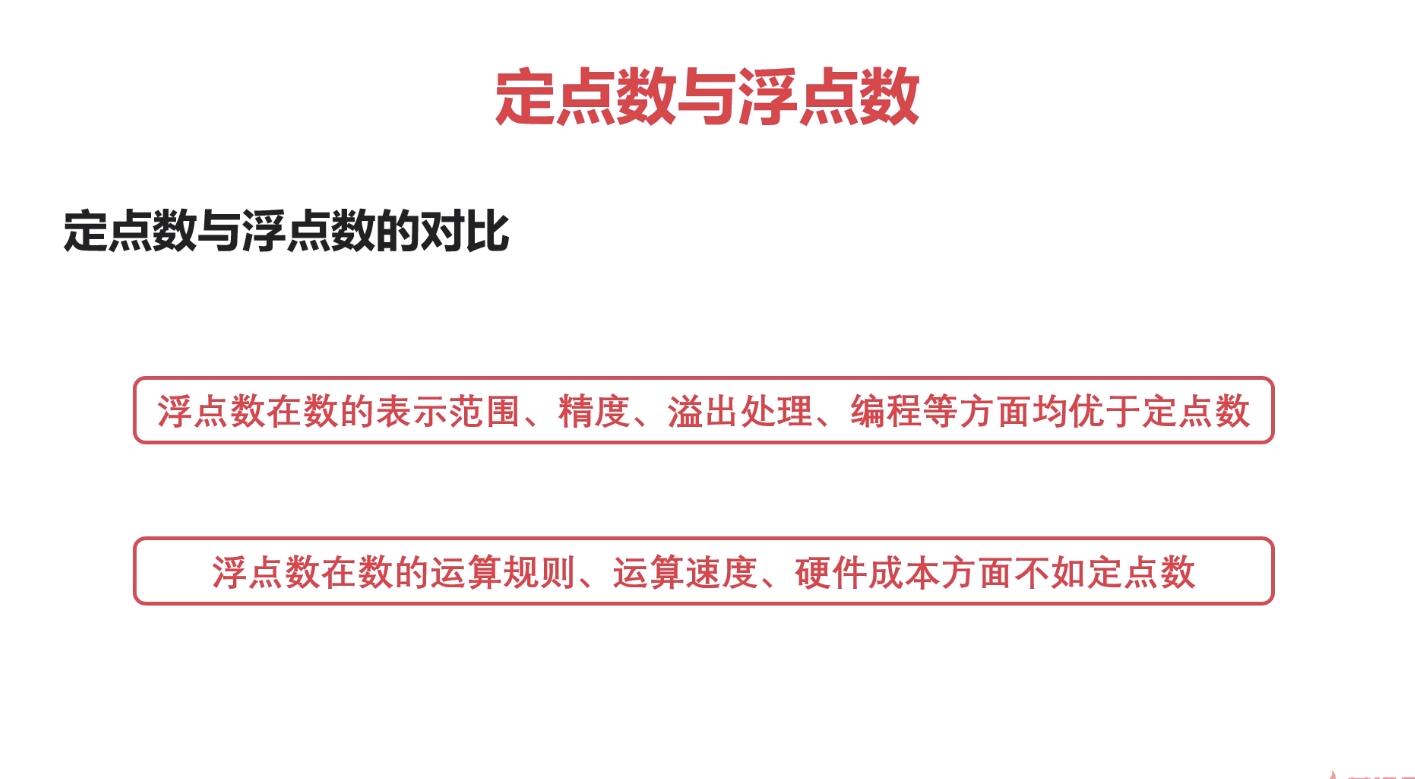 定点数与浮点数
定点数与浮点数的对比
浮点数在数的表示范围、精度、溢出处理、编程等方面均优于定点数
浮点数在数的运算规则、运算速度、硬件成本方面不如定点数